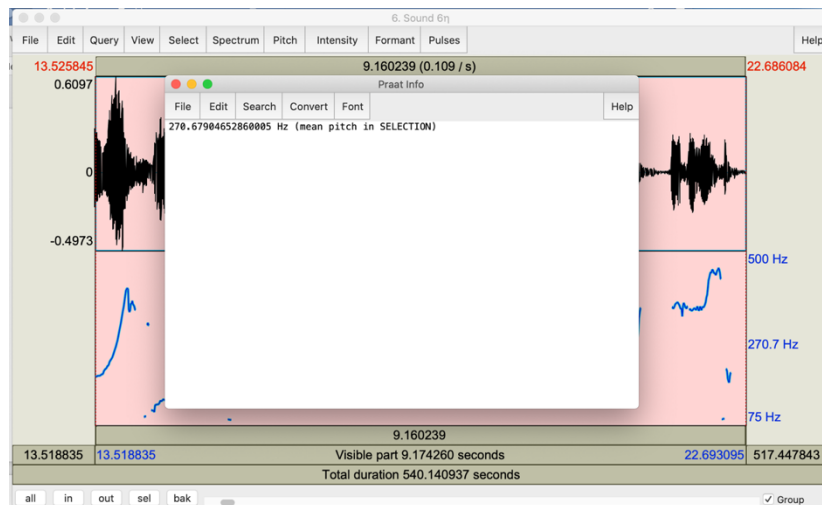 6. Sound 6η
File Edit Query View Select Spectrum Pitch Intensity Formant Pulses Help
13.525845 9.160239 (0.109 / s) 22.686084
0.6097
Praat Info
File Edit Search Convert Font Help
270.67904652860005 Hz (mean pitch in SELECTION)
0
-0.4973
500 Hz
270.7 Hz
75 Hz
9.160239
13.518835 13.518835 Visible part 9.174260 seconds 22.693095 517.447843
Total duration 540.140937 seconds
all in out sel bak Group